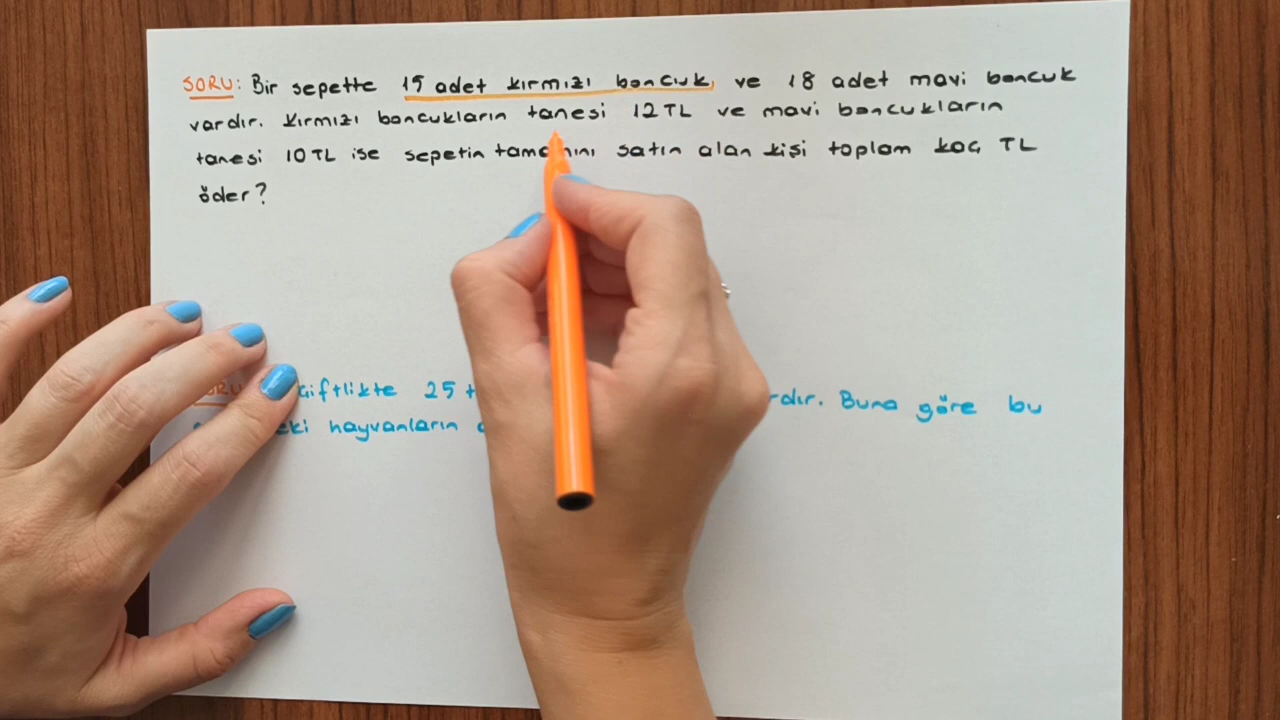 SORU: Bir sepette 15 adet kırmızı boncuk, ve 18 adet mavi boncuk
vardır. Kırmızı boncukların tanesi 12 TL ve mavi boncukların
tanesi 10 TL ise sepetin tamamını satın alan kişi toplam kaç TL
öder?
25 Buna göre bu
hayvanların